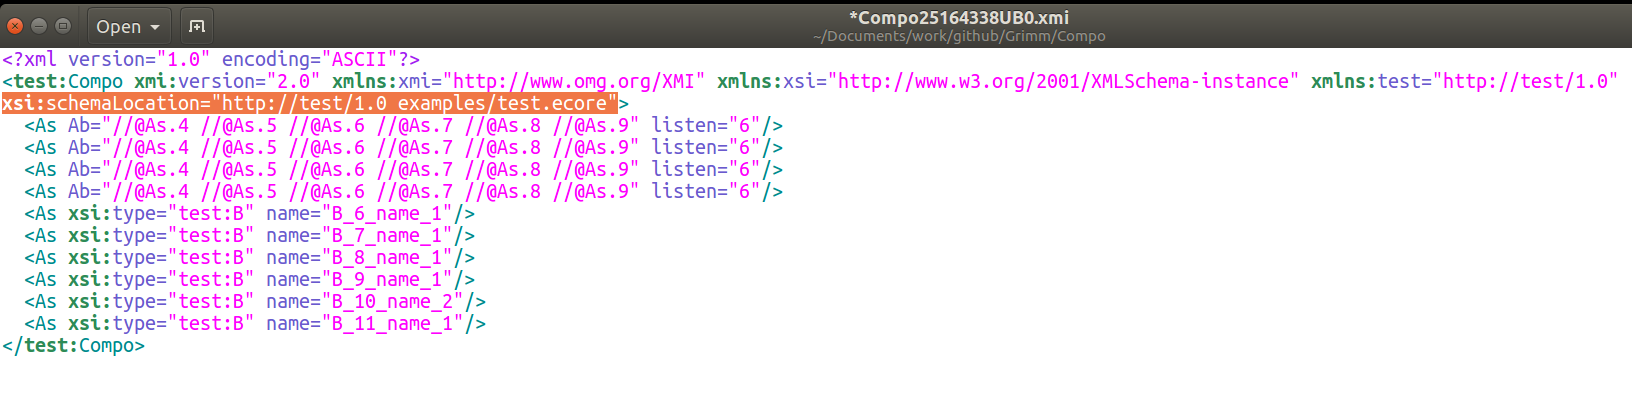 Open
*Compo25164338UB0.xmi
~/Documents/work/github/Grimm/Compo
<?xml version="1.0" encoding="ASCII"?>
<test:Compo xmi:version="2.0" xmlns:xmi="http://www.omg.org/XMI" xmlns:xsi="http://www.w3.org/2001/XMLSchema-instance" xmlns:test="http://test/1.0"
xsi:schemaLocation="http://test/1.0 examples/test.ecore">
  <As Ab="//@As.4 //@As.5 //@As.6 //@As.7 //@As.8 //@As.9" listen="6"/>
  <As Ab="//@As.4 //@As.5 //@As.6 //@As.7 //@As.8 //@As.9" listen="6"/>
  <As Ab="//@As.4 //@As.5 //@As.6 //@As.7 //@As.8 //@As.9" listen="6"/>
  <As Ab="//@As.4 //@As.5 //@As.6 //@As.7 //@As.8 //@As.9" listen="6"/>
  <As xsi:type="test:B" name="B_6_name_1"/>
  <As xsi:type="test:B" name="B_7_name_1"/>
  <As xsi:type="test:B" name="B_8_name_1"/>
  <As xsi:type="test:B" name="B_9_name_1"/>
  <As xsi:type="test:B" name="B_10_name_2"/>
  <As xsi:type="test:B" name="B_11_name_1"/>
</test:Compo>